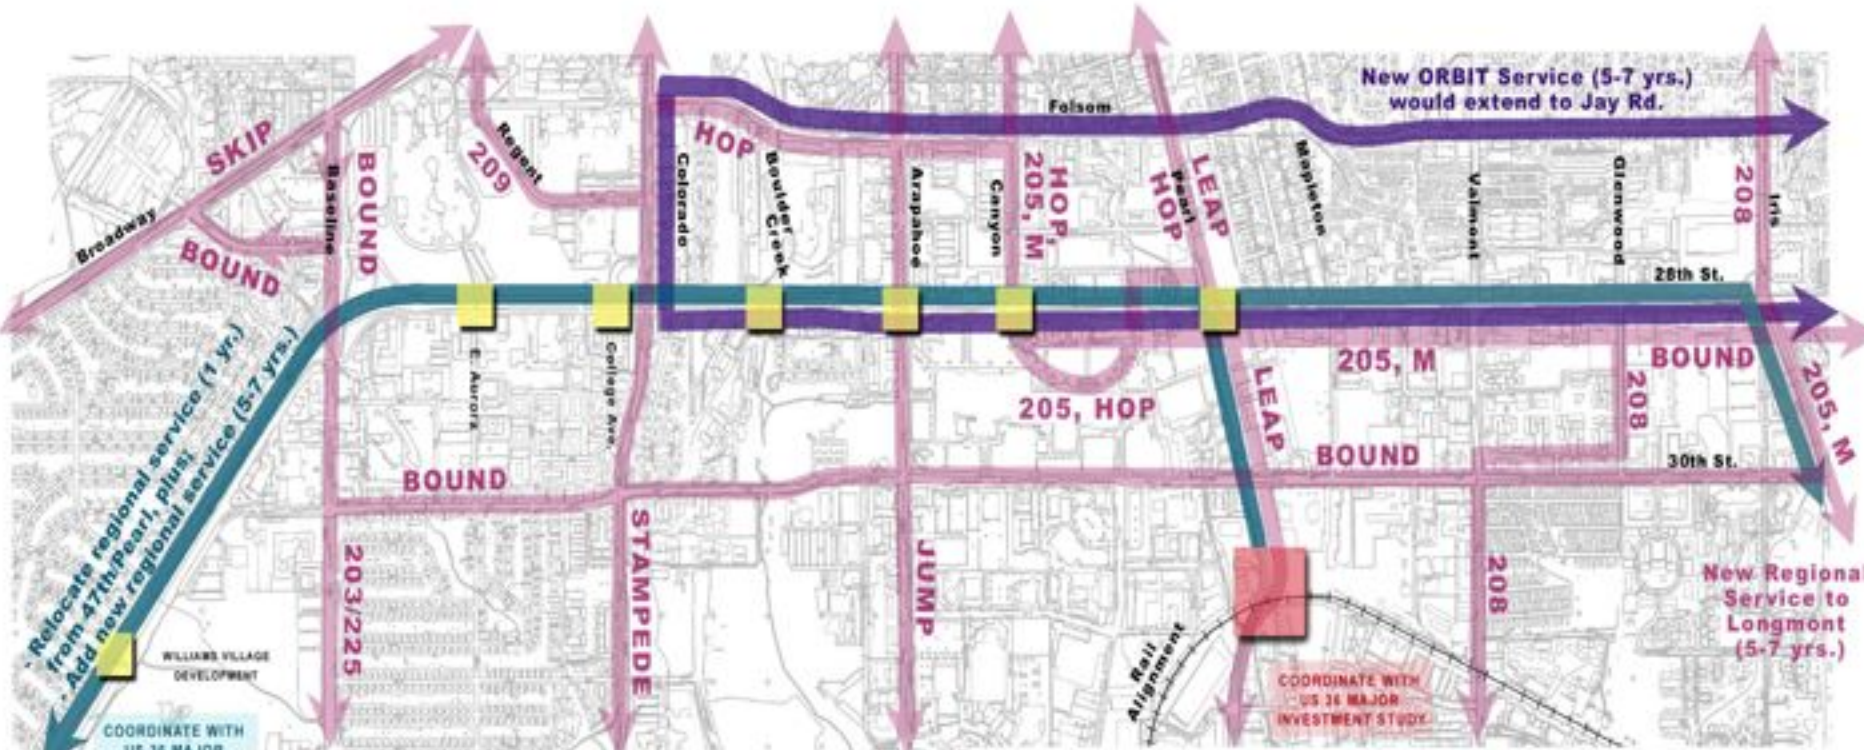 New ORBIT Service (5-7 yrs.)
would extend to Jay Rd.
Folsom
SKIP
BOUND
Baseline
Regent
209
HOP
Colorado
Boulder
Creek
Arapahoe
Canyon
HOP,
205, M
LEAP
Pearl
HOP
Mapleton
Valmont
Glenwood
208
Iris
Broadway
BOUND
28th St.
- Relocate regional service (1 yr.)
from 47th/Pearl, plus;
- Add new regional service (5-7 yrs.)
E. Aurora
College Ave.
205, HOP
LEAP
205, M
BOUND
208
205, M
BOUND
BOUND
30th St.
203/225
STAMPEDE
JUMP
208
New Regional
Service to
Longmont
(5-7 yrs.)
Rail
Alignment
WILLIAMS VILLAGE
DEVELOPMENT
COORDINATE WITH
US 36 MAJOR
INVESTMENT STUDY
COORDINATE WITH
US 36 MAJOR